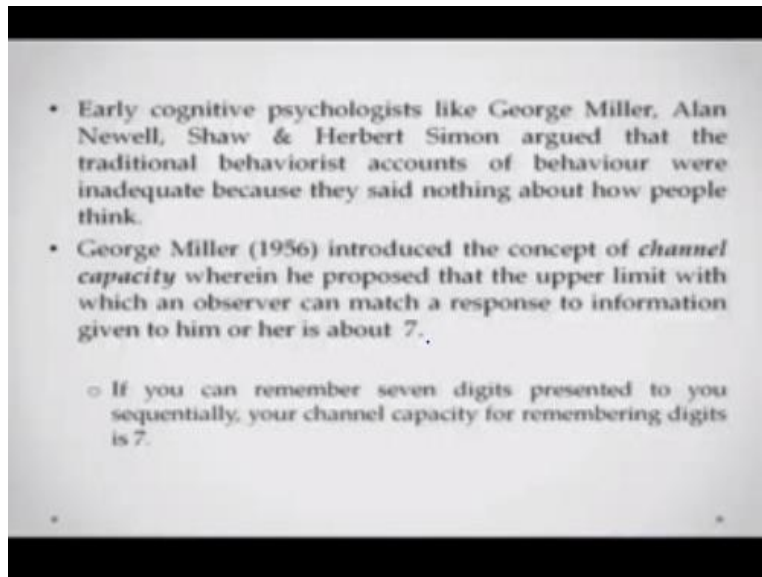 • Early cognitive psychologists like George Miller, Alan
Newell, Shaw & Herbert Simon argued that the
traditional behaviorist accounts of behaviour were
inadequate because they said nothing about how people
think.
• George Miller (1956) introduced the concept of channel
capacity wherein he proposed that the upper limit with
which an observer can match a response to information
given to him or her is about 7.
o If you can remember seven digits presented to you
sequentially, your channel capacity for remembering digits
is 7.